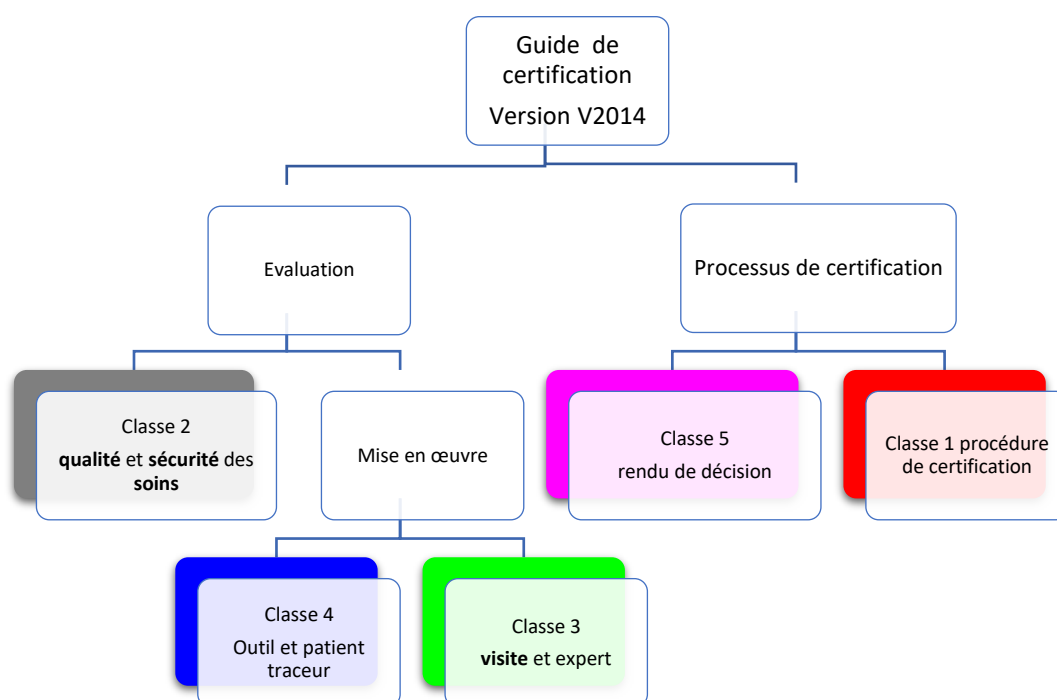 Guide de
certification
Version V2014
Evaluation
Processus de certification
Classe 2
qualité et sécurité des
soins
Mise en œuvre
Classe 5
rendu de décision
Classe 1 procédure
de certification
Classe 4
Outil et patient
traceur
Classe 3
visite et expert